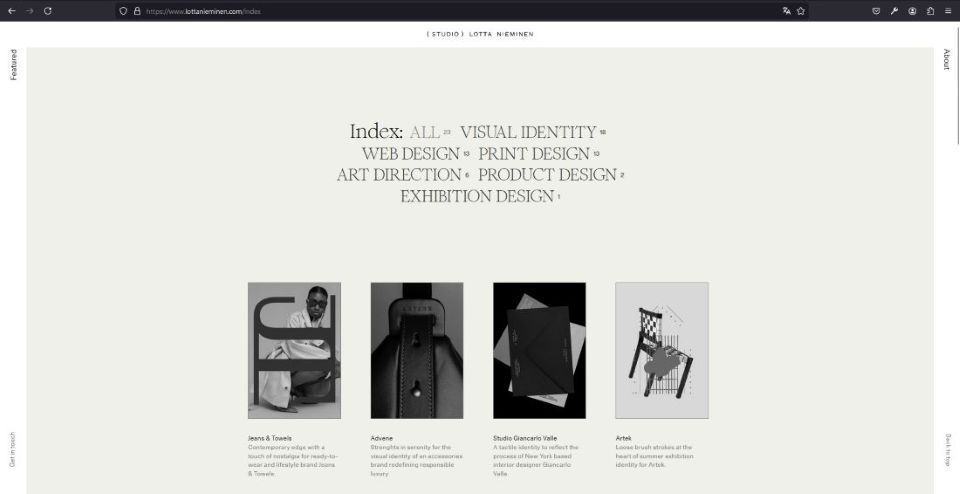 https://www.lottanieminen.com/index
(STUDIO) LOTTA NIEMINEN
Featured
About
Index: ALL 23 VISUAL IDENTITY 18
WEB DESIGN 13 PRINT DESIGN 13
ART DIRECTION 6 PRODUCT DESIGN 2
EXHIBITION DESIGN 1
Jeans & Towels
Contemporary edge with a
touch of nostalgia for ready-to-
wear and lifestyle brand Jeans
& Towels.
Advene
Strenghts in serenity for the
visual identity of an accessories
brand redefining responsible
luxury.
Studio Giancarlo Valle
A tactile identity to reflect the
process of New York based
interior designer Giancarlo
Valle.
Artek
Loose brush strokes at the
heart of summer exhibition
identity for Artek.
Get in touch
Back to top